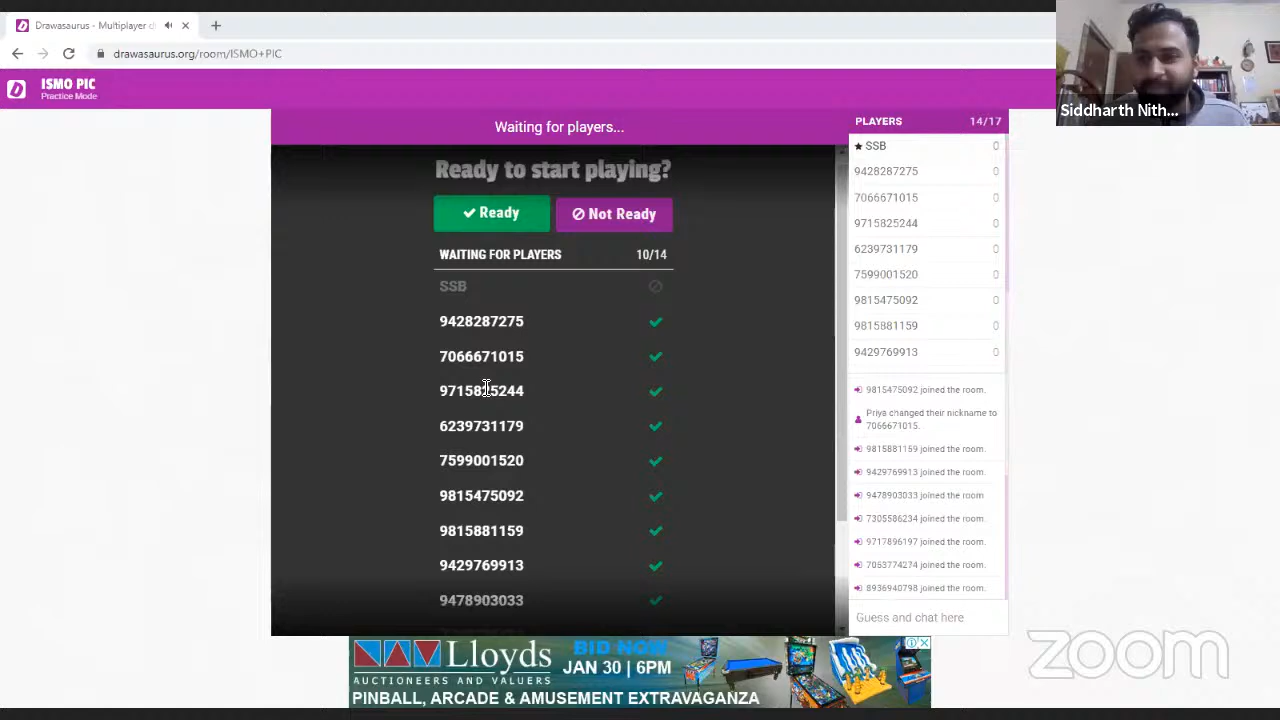 Drawasaurus - Multiplayer d
drawasaurus.org/room/ISMO+PIC
ISMO PIC
Practice Mode
Siddharth Nith...
Waiting for players...
Ready to start playing?
Ready
Not Ready
WAITING FOR PLAYERS 10/14
SSB
9428287275
7066671015
9715825244
6239731179
7599001520
9815475092
9815881159
9429769913
9478903033
PLAYERS 14/17
SSB 0
9428287275 0
7066671015 0
9715825244 0
6239731179 0
7599001520 0
9815475092 0
9815881159 0
9429769913 0
9815475092 joined the room.
Priya changed their nickname to
7066671015.
9815881159 joined the room.
9429769913 joined the room.
9478903033 joined the room
7305586234 joined the room.
9717896197 joined the room.
7053774274 joined the room.
8936940798 joined the room.
Guess and chat here
Lloyds
AUCTIONEERS AND VALUERS
BID NOW
JAN 30 | 6PM
PINBALL, ARCADE & AMUSEMENT EXTRAVAGANZA
zoom